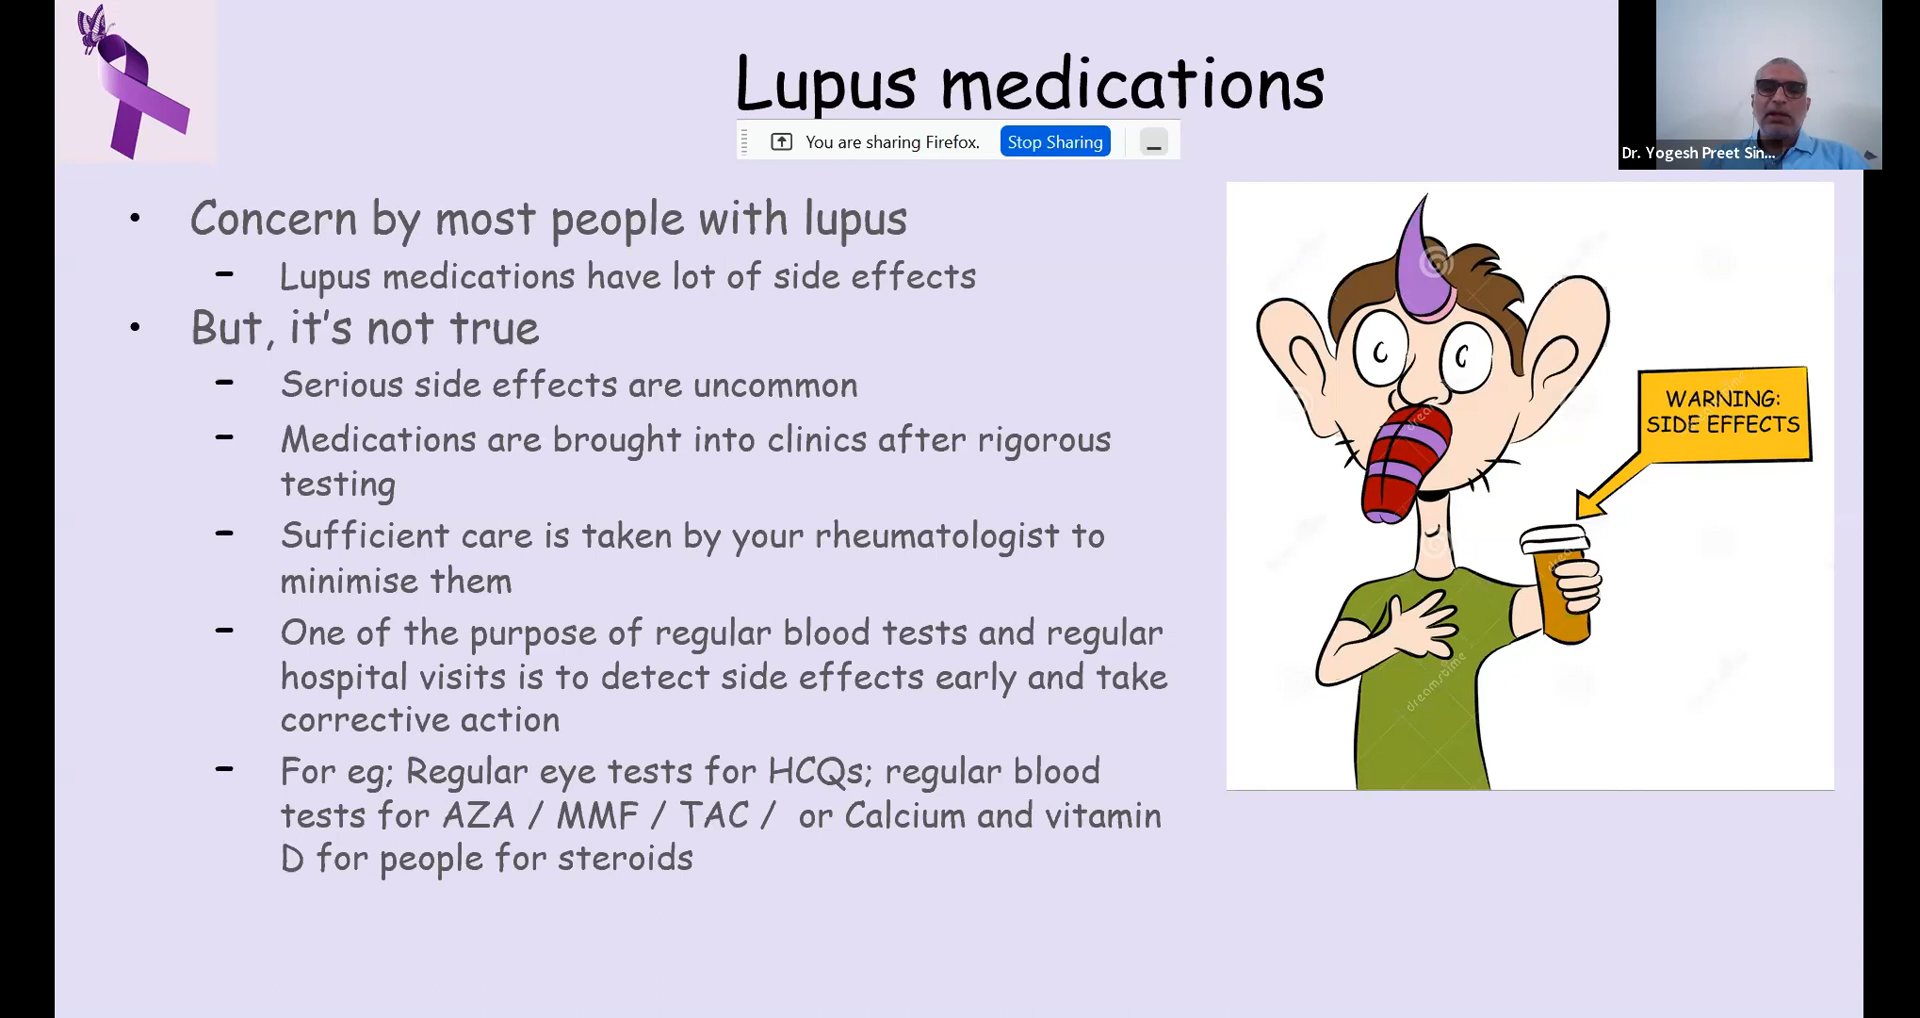 Lupus medications
You are sharing Firefox.
Stop Sharing
Dr. Yogesh Preet Sin...
• Concern by most people with lupus
– Lupus medications have lot of side effects
• But, it's not true
– Serious side effects are uncommon
– Medications are brought into clinics after rigorous
testing
– Sufficient care is taken by your rheumatologist to
minimise them
– One of the purpose of regular blood tests and regular
hospital visits is to detect side effects early and take
corrective action
– For eg; Regular eye tests for HCQs; regular blood
tests for AZA / MMF / TAC / or Calcium and vitamin
D for people for steroids
WARNING:
SIDE EFFECTS
dreamstime